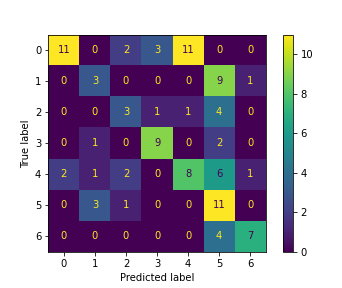 0 11 0 2 3 11 0 0
1 0 3 0 0 0 9 1
2 0 0 3 1 1 4 0
3 0 1 0 9 0 2 0
4 2 1 2 0 8 6 1
5 0 3 1 0 0 11 0
6 0 0 0 0 0 4 7
0 1 2 3 4 5 6
True label
Predicted label
10
8
6
4
2
0